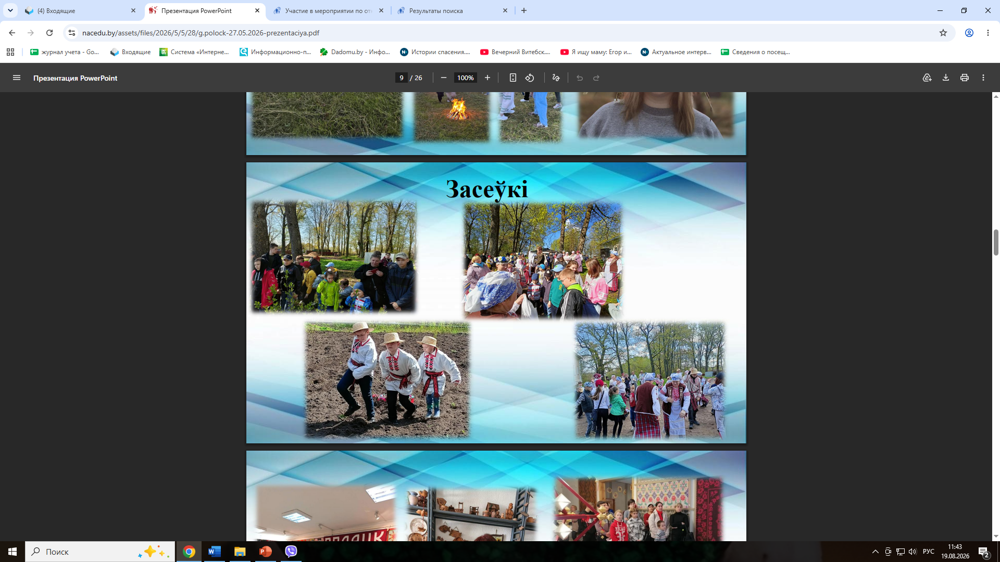 (4) Входящие
Презентация PowerPoint
Участие в мероприятии по от
Результаты поиска
nacedu.by/assets/files/2026/5/5/28/g.polock-27.05.2026-prezentaciya.pdf
журнал учета - Go...
Входящие
Система «Интерне...
Информационно-п...
Dadomu.by - Инфо...
Истории спасения....
Вечерний Витебск....
Я ищу маму: Егор и...
Актуальное интерв...
Сведения о посещ...
Презентация PowerPoint
9 / 26
100%
Засеўкі
Поиск
РУС
11:43
19.08.2026
2